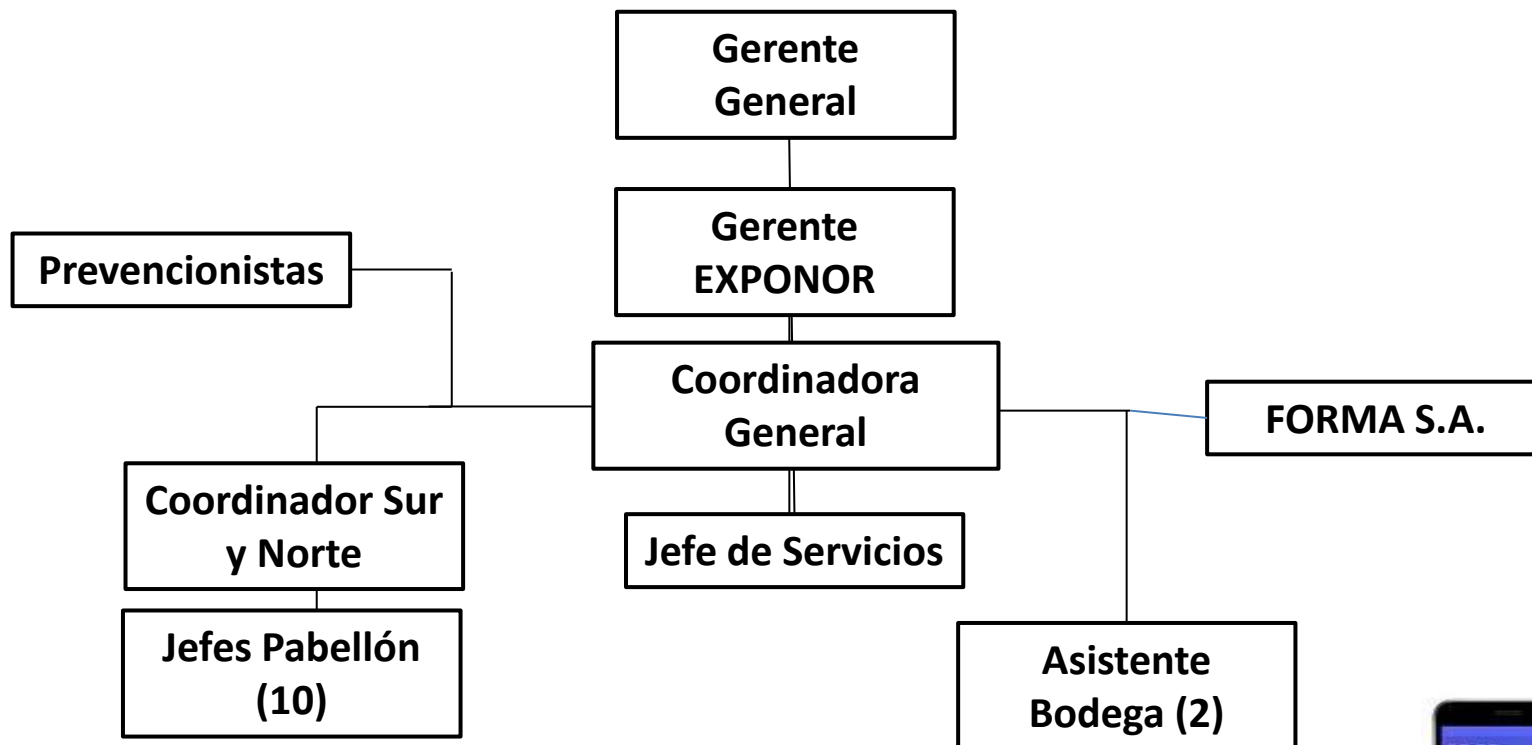 Gerente
General
Gerente
EXPONOR
Prevencionistas
Coordinadora
General
FORMA S.A.
Coordinador Sur
y Norte
Jefe de Servicios
Jefes Pabellón
(10)
Asistente
Bodega (2)